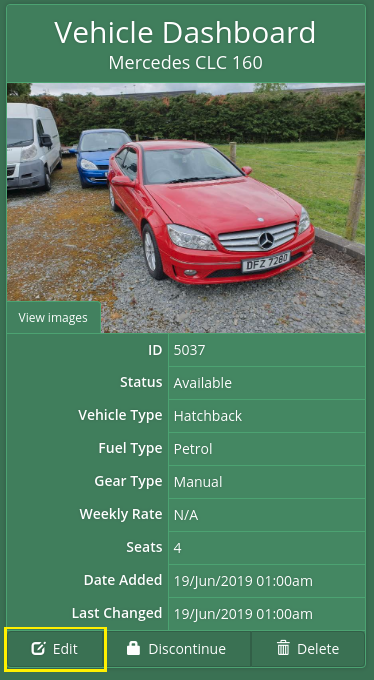 Vehicle Dashboard
Mercedes CLC 160
DFZ 7280
View images
ID 5037
Status Available
Vehicle Type Hatchback
Fuel Type Petrol
Gear Type Manual
Weekly Rate N/A
Seats 4
Date Added 19/Jun/2019 01:00am
Last Changed 19/Jun/2019 01:00am
Edit Discontinue Delete